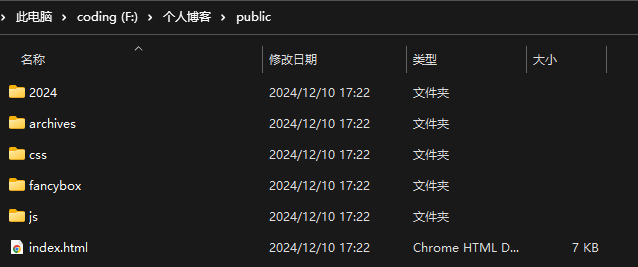 此电脑 coding (F:) 个人博客 public
名称 修改日期 类型 大小
2024 2024/12/10 17:22 文件夹
archives 2024/12/10 17:22 文件夹
css 2024/12/10 17:22 文件夹
fancybox 2024/12/10 17:22 文件夹
js 2024/12/10 17:22 文件夹
index.html 2024/12/10 17:22 Chrome HTML D... 7 KB